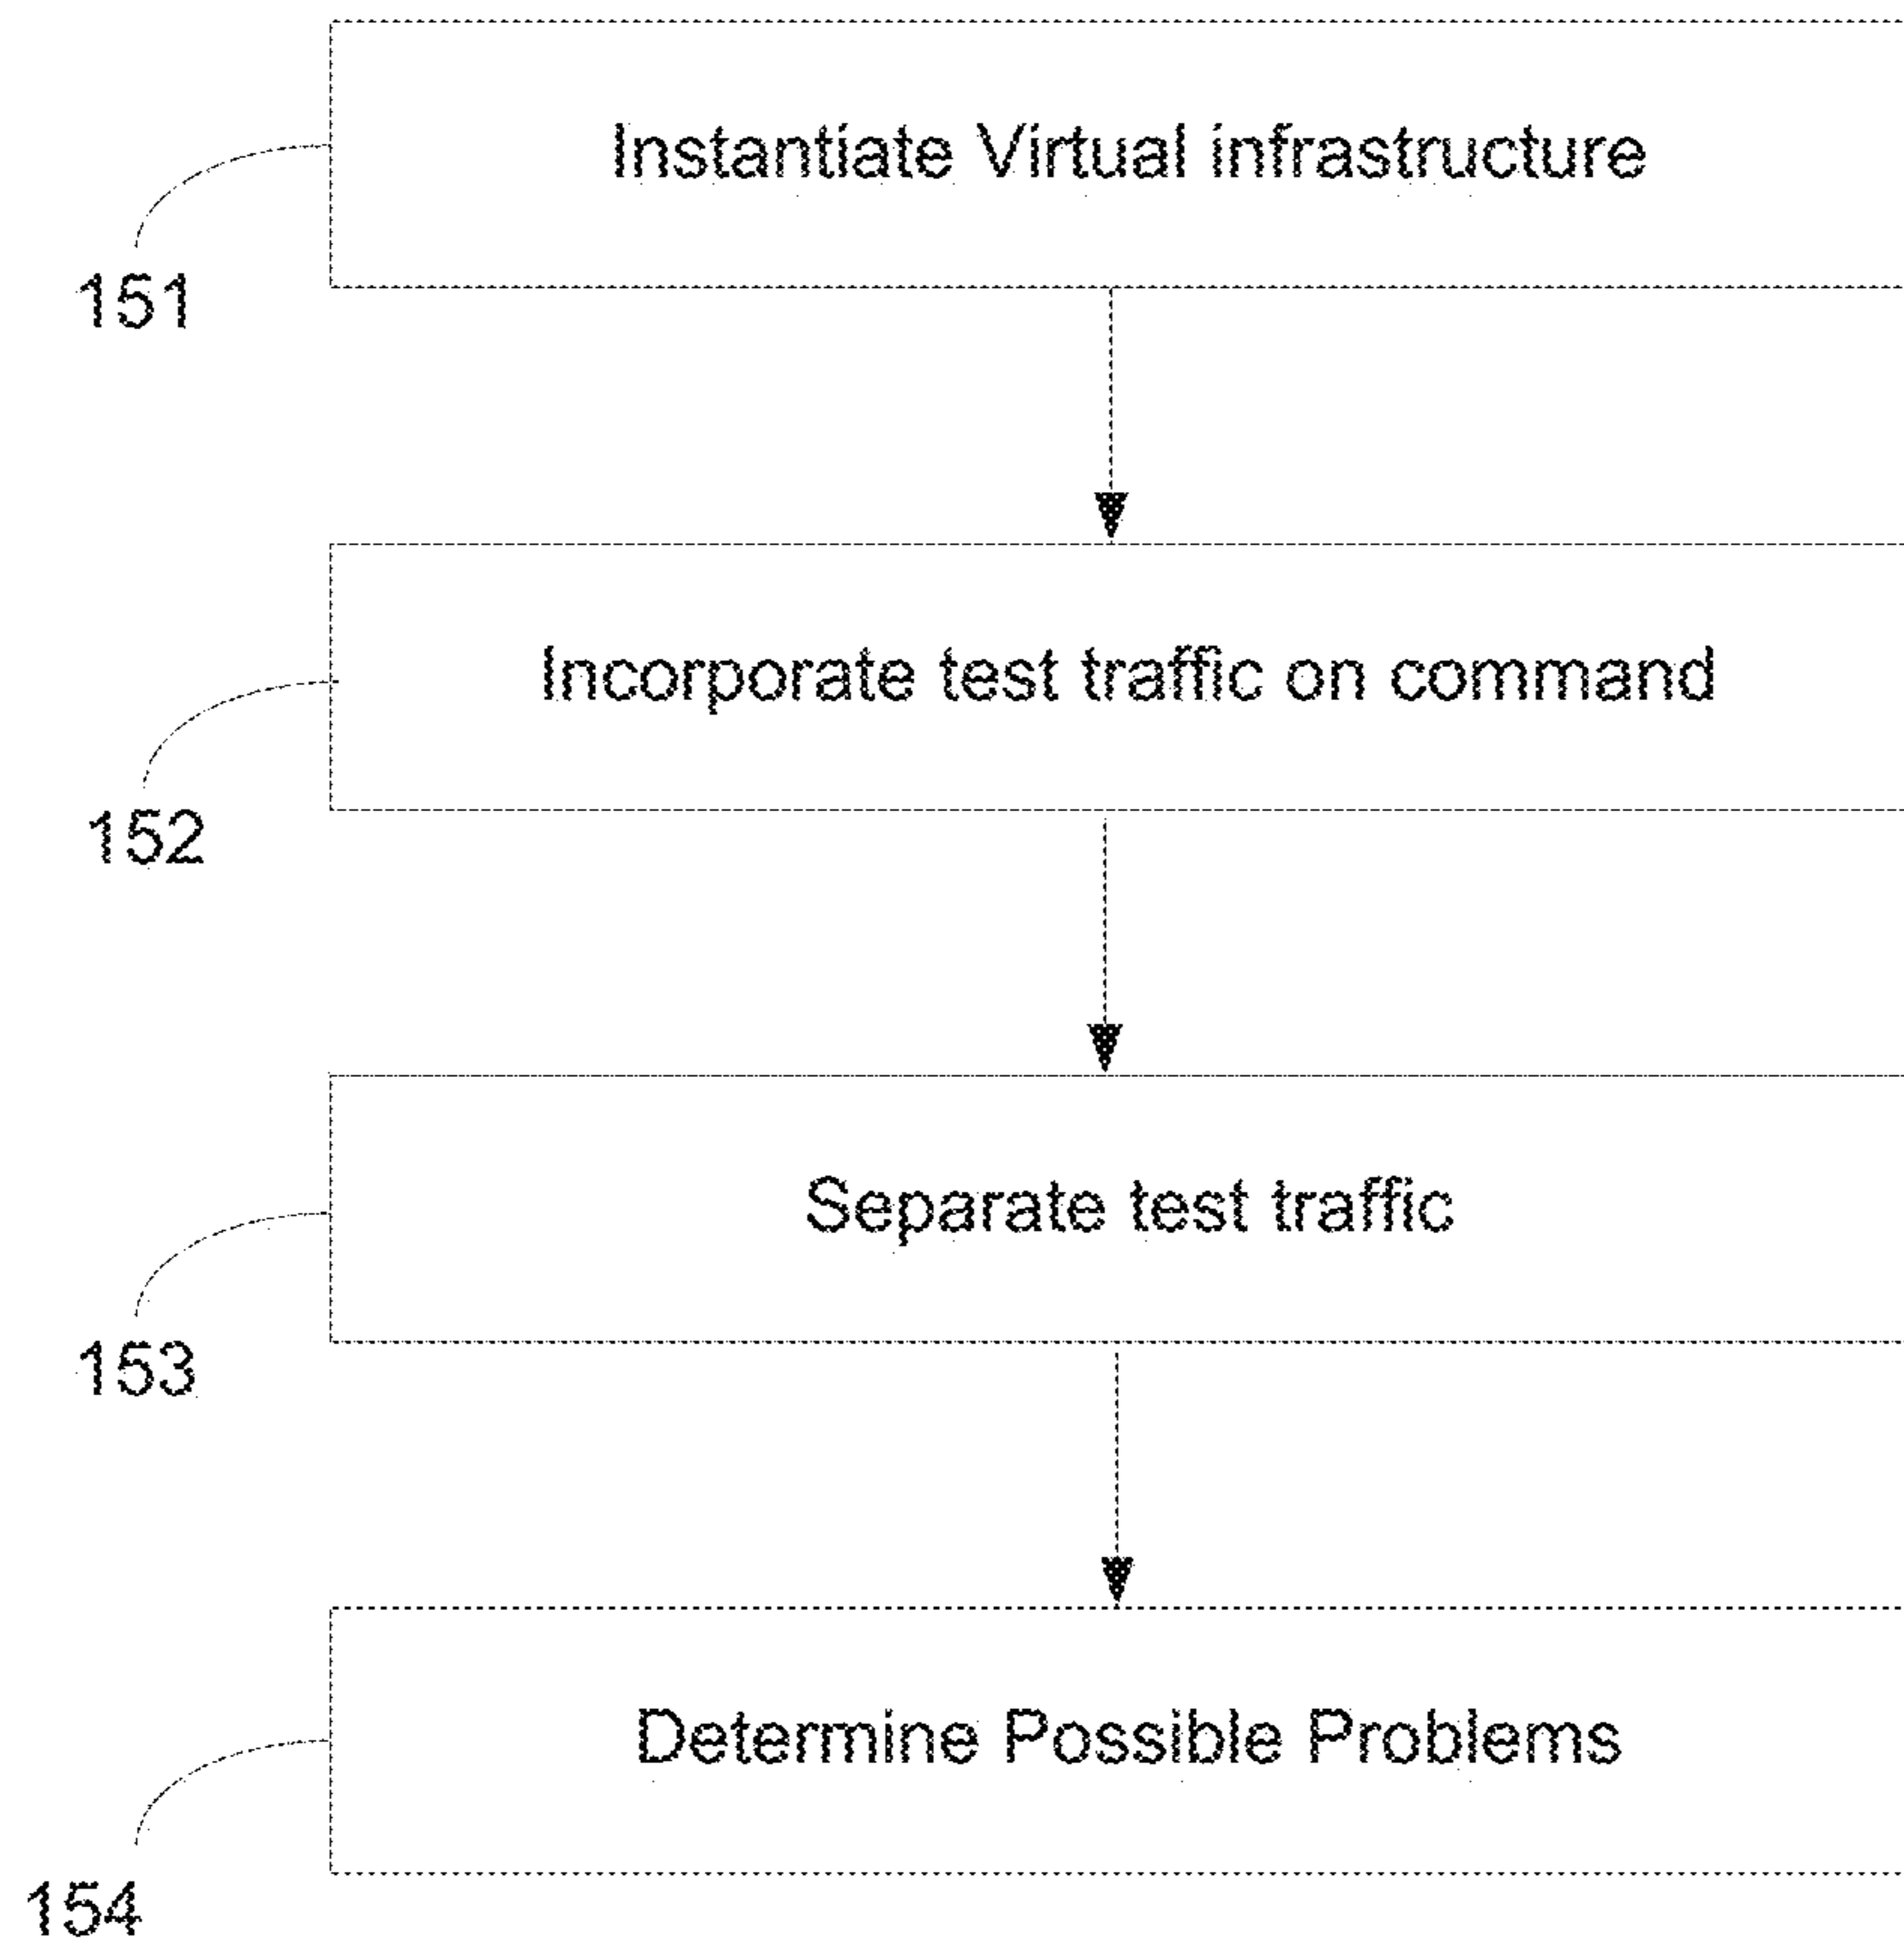 Instantiate Virtual infrastructure
151
Incorporate test traffic on command
152
Separate test traffic
153
Determine Possible Problems
154